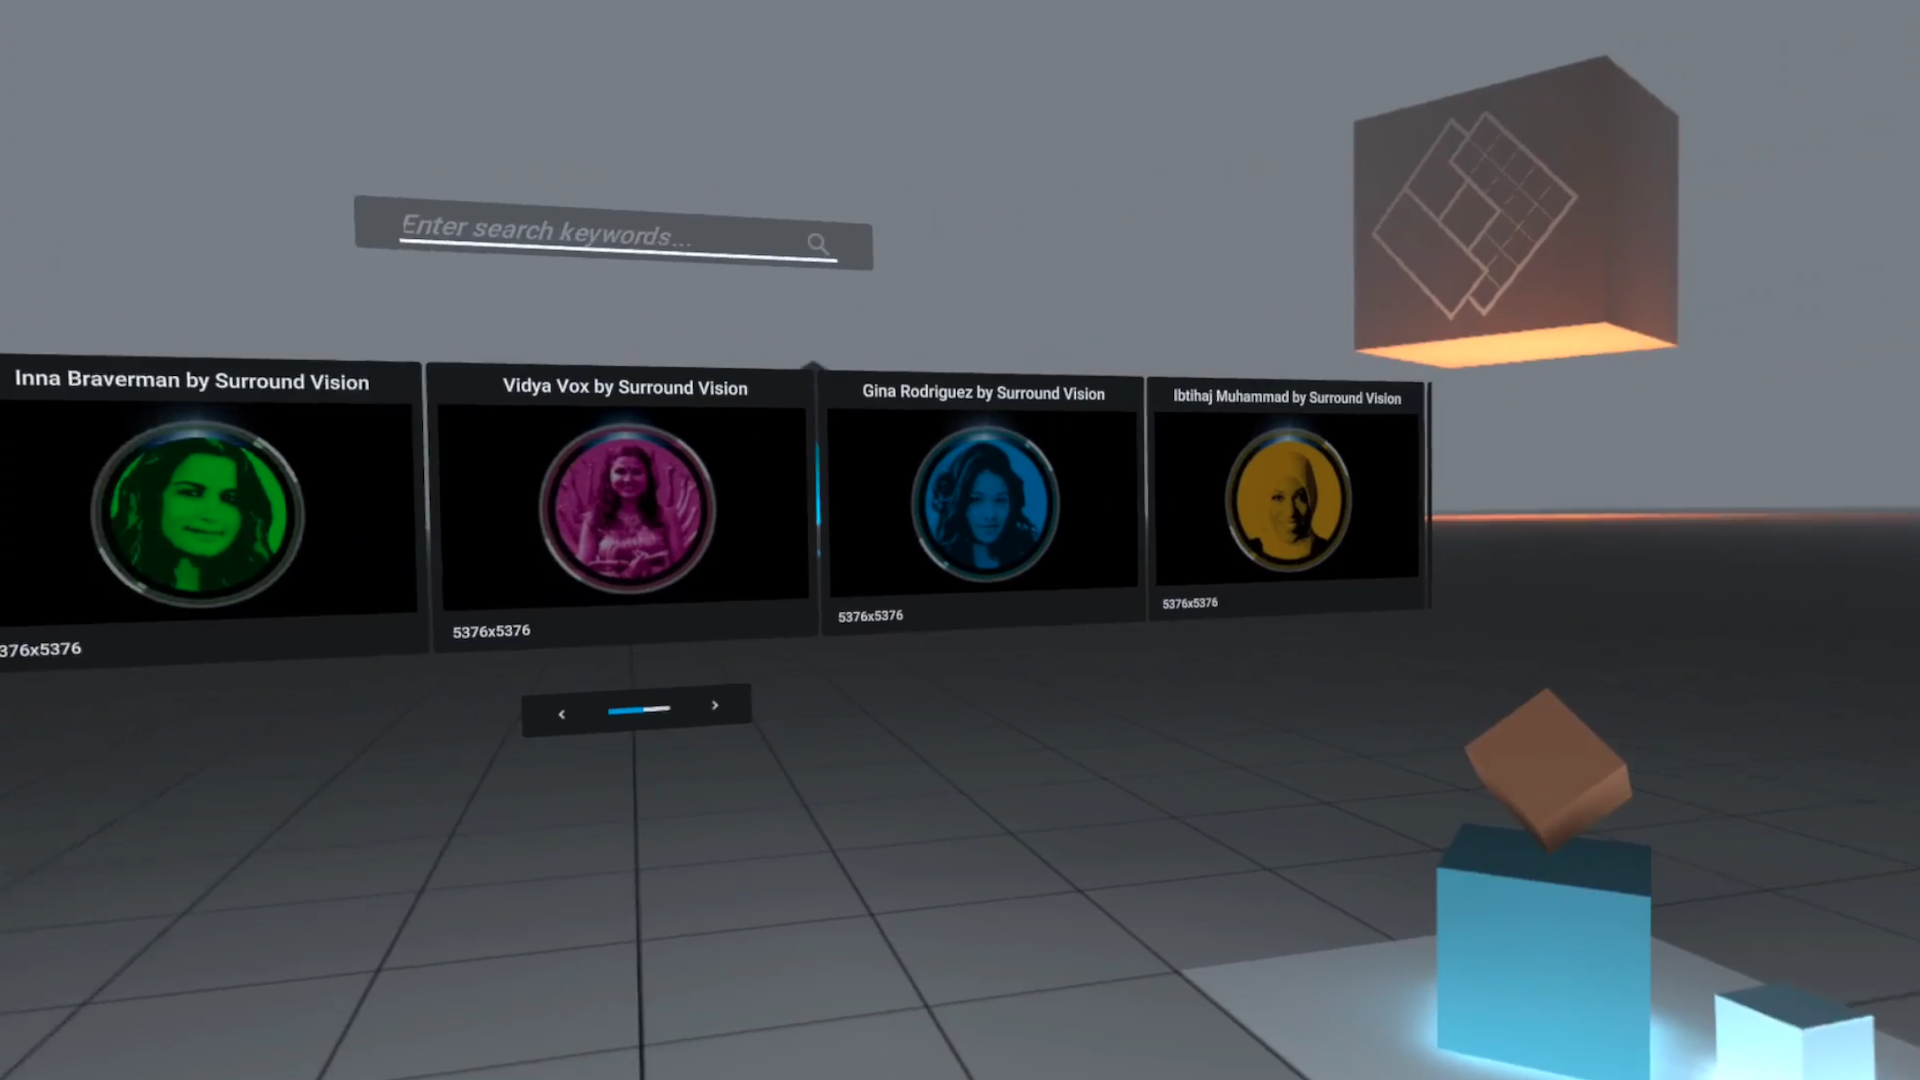 Enter search keywords...
Inna Braverman by Surround Vision
Vidya Vox by Surround Vision
Gina Rodriguez by Surround Vision
Ibtihaj Muhammad by Surround Vision
376x5376
5376x5376
5376x5376
5376x5376